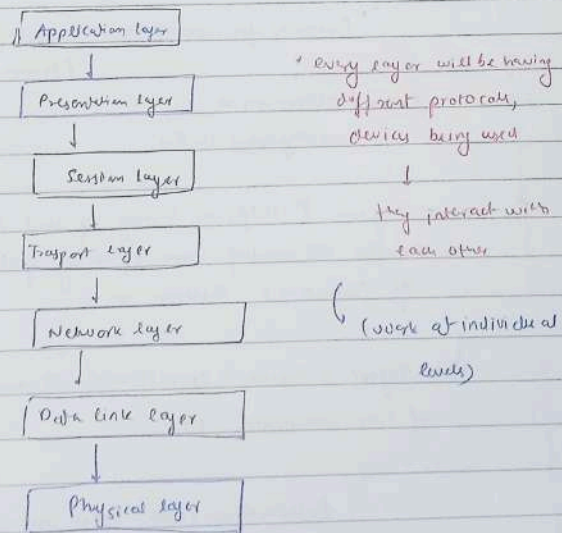 Application layer
Presentation layer
Session layer
Trasport layer
Network layer
Data link layer
Physical layer
* every layer will be having
different protocols,
devices being used
they interact with
each other
(work at individual
levels)